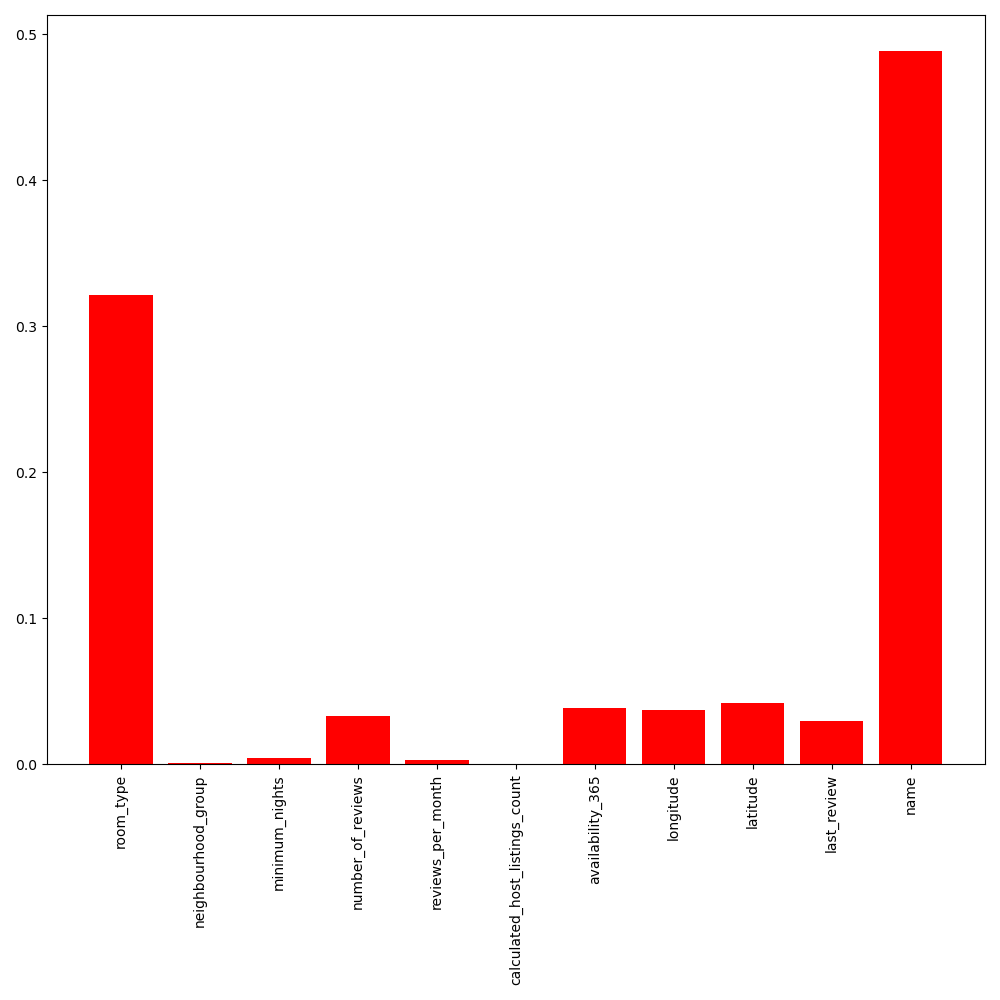 0.5
0.4
0.3
0.2
0.1
0.0
room_type
neighbourhood_group
minimum_nights
number_of_reviews
reviews_per_month
calculated_host_listings_count
availability_365
longitude
latitude
last_review
name